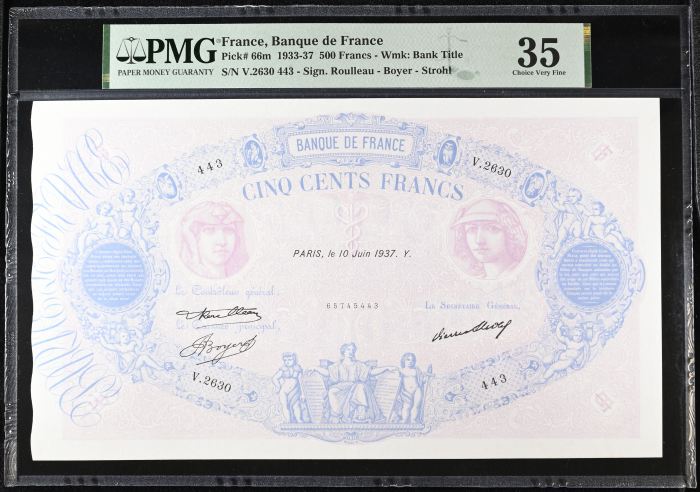 PMG
PAPER MONEY GUARANTY
France, Banque de France
Pick# 66m 1933-37 500 Francs - Wmk: Bank Title
S/N V.2630 443 - Sign. Roulleau - Boyer - Strohl
35
Choice Very Fine
BANQUE DE FRANCE
443
V.2630
CINQ CENTS FRANCS
PARIS, le 10 Juin 1937. Y.
Le Contrôleur général,
65745443
Le Secrétaire Général,
Le Caissier principal,
V.2630
443